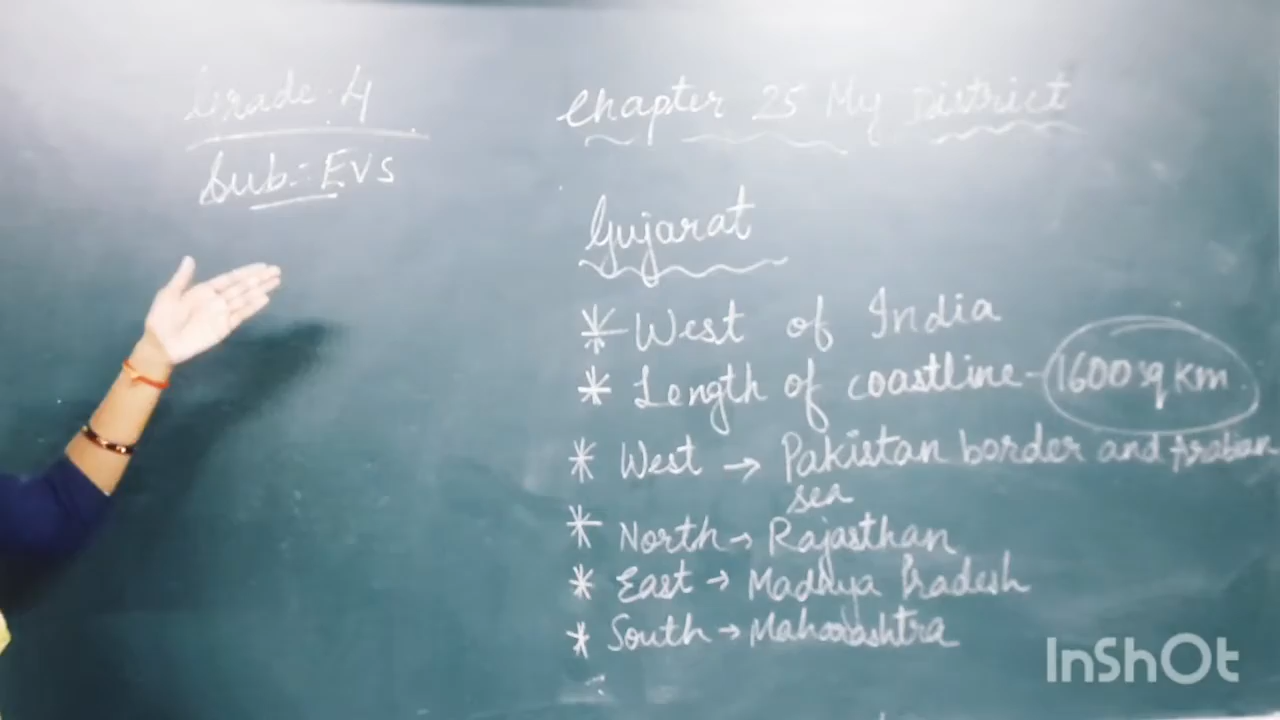 Grade:4
Sub:- EVS
Chapter 25 My District
Gujarat
* West of India
* Length of coastline - 1600 sq km
* West → Pakistan border and Araban
sea
* North → Rajasthan
* East → Madhya Pradesh
* South → Maharashtra
InShOt